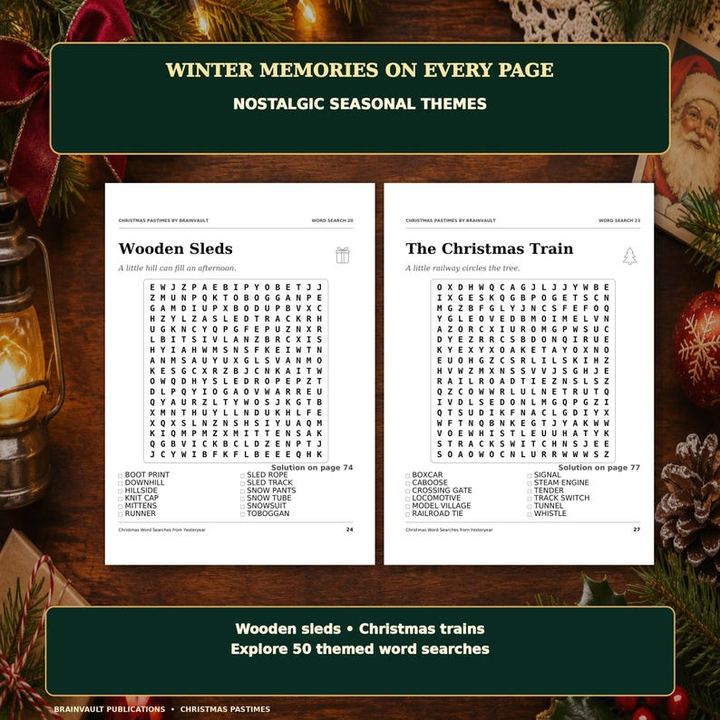 WINTER MEMORIES ON EVERY PAGE
NOSTALGIC SEASONAL THEMES
CHRISTMAS PASTIMES BY BRAINVAULT
WORD SEARCH 20
Wooden Sleds
A little hill can fill an afternoon.
E W J Z P A E B I P Y O B E T J J
Z M U N P Q K T O B O G G A N P E
G A M D I U P X B O D U P B V X C
H Z Y L Z A S L E D T R A C K R H
U G K N C Y Q P G F E P U Z N X R
L B I T S I V L A N Z B R C X I S
H Y I A H W M S N S F K E I W T N
A N M S A U Y U X G L S V A N M O
K E S G C X R Z B J C N K A I T W
O W Q D H Y S L E D R O P E P Z T
D L P Q Y I O G A O V W A R R E U
Q Y A U R Z L T Y W O S J K G T B
X M N T H U Y L L N D U K H L F E
X Q X S L N Z N S H S I Y U A Q M
K I Q M P M Z X M I T T E N S A K
Q G B V I C K B C L D Z E N P T J
J C Y W I B F K F L B E E E Q H K
Solution on page 74
BOOT PRINT
DOWNHILL
HILLSIDE
KNIT CAP
MITTENS
RUNNER
SLED ROPE
SLED TRACK
SNOW PANTS
SNOW TUBE
SNOWSUIT
TOBOGGAN
Christmas Word Searches from Yesteryear
24
CHRISTMAS PASTIMES BY BRAINVAULT
WORD SEARCH 23
The Christmas Train
A little railway circles the tree.
O X D H W Q C A G J L J J Y W B E
I X G E S K Q G B P O G E T S C N
M G Z B F G L Y J N C S F E F O Q
Y G L E O V E D B M O I M E L V N
A Z O R C X I U R O M G P W S U C
D Y E Z R R C S B D O N Q I R U E
K Y E X Y X O A K E T A Y O X N O
E U O H G Z C S R L I L S K I H Z
H V W Z M X N S S V V J S G H J E
R A I L R O A D T I E Z N S L S Z
Q Z C O W W R L U L N E T R U T Q
I V D L S E D O N L M G Q P G Z I
Q T S U D I K F N A C L G D I Y X
W F T N Q B N K E G T J Y A K W W
V O E W H I S T L E U U H A T Y K
S T R A C K S W I T C H N S J E E
S O A O W O C N L U R R W W W S Z
Solution on page 77
BOXCAR
CABOOSE
CROSSING GATE
LOCOMOTIVE
MODEL VILLAGE
RAILROAD TIE
SIGNAL
STEAM ENGINE
TENDER
TRACK SWITCH
TUNNEL
WHISTLE
Christmas Word Searches from Yesteryear
27
Wooden sleds • Christmas trains
Explore 50 themed word searches
BRAINVAULT PUBLICATIONS • CHRISTMAS PASTIMES